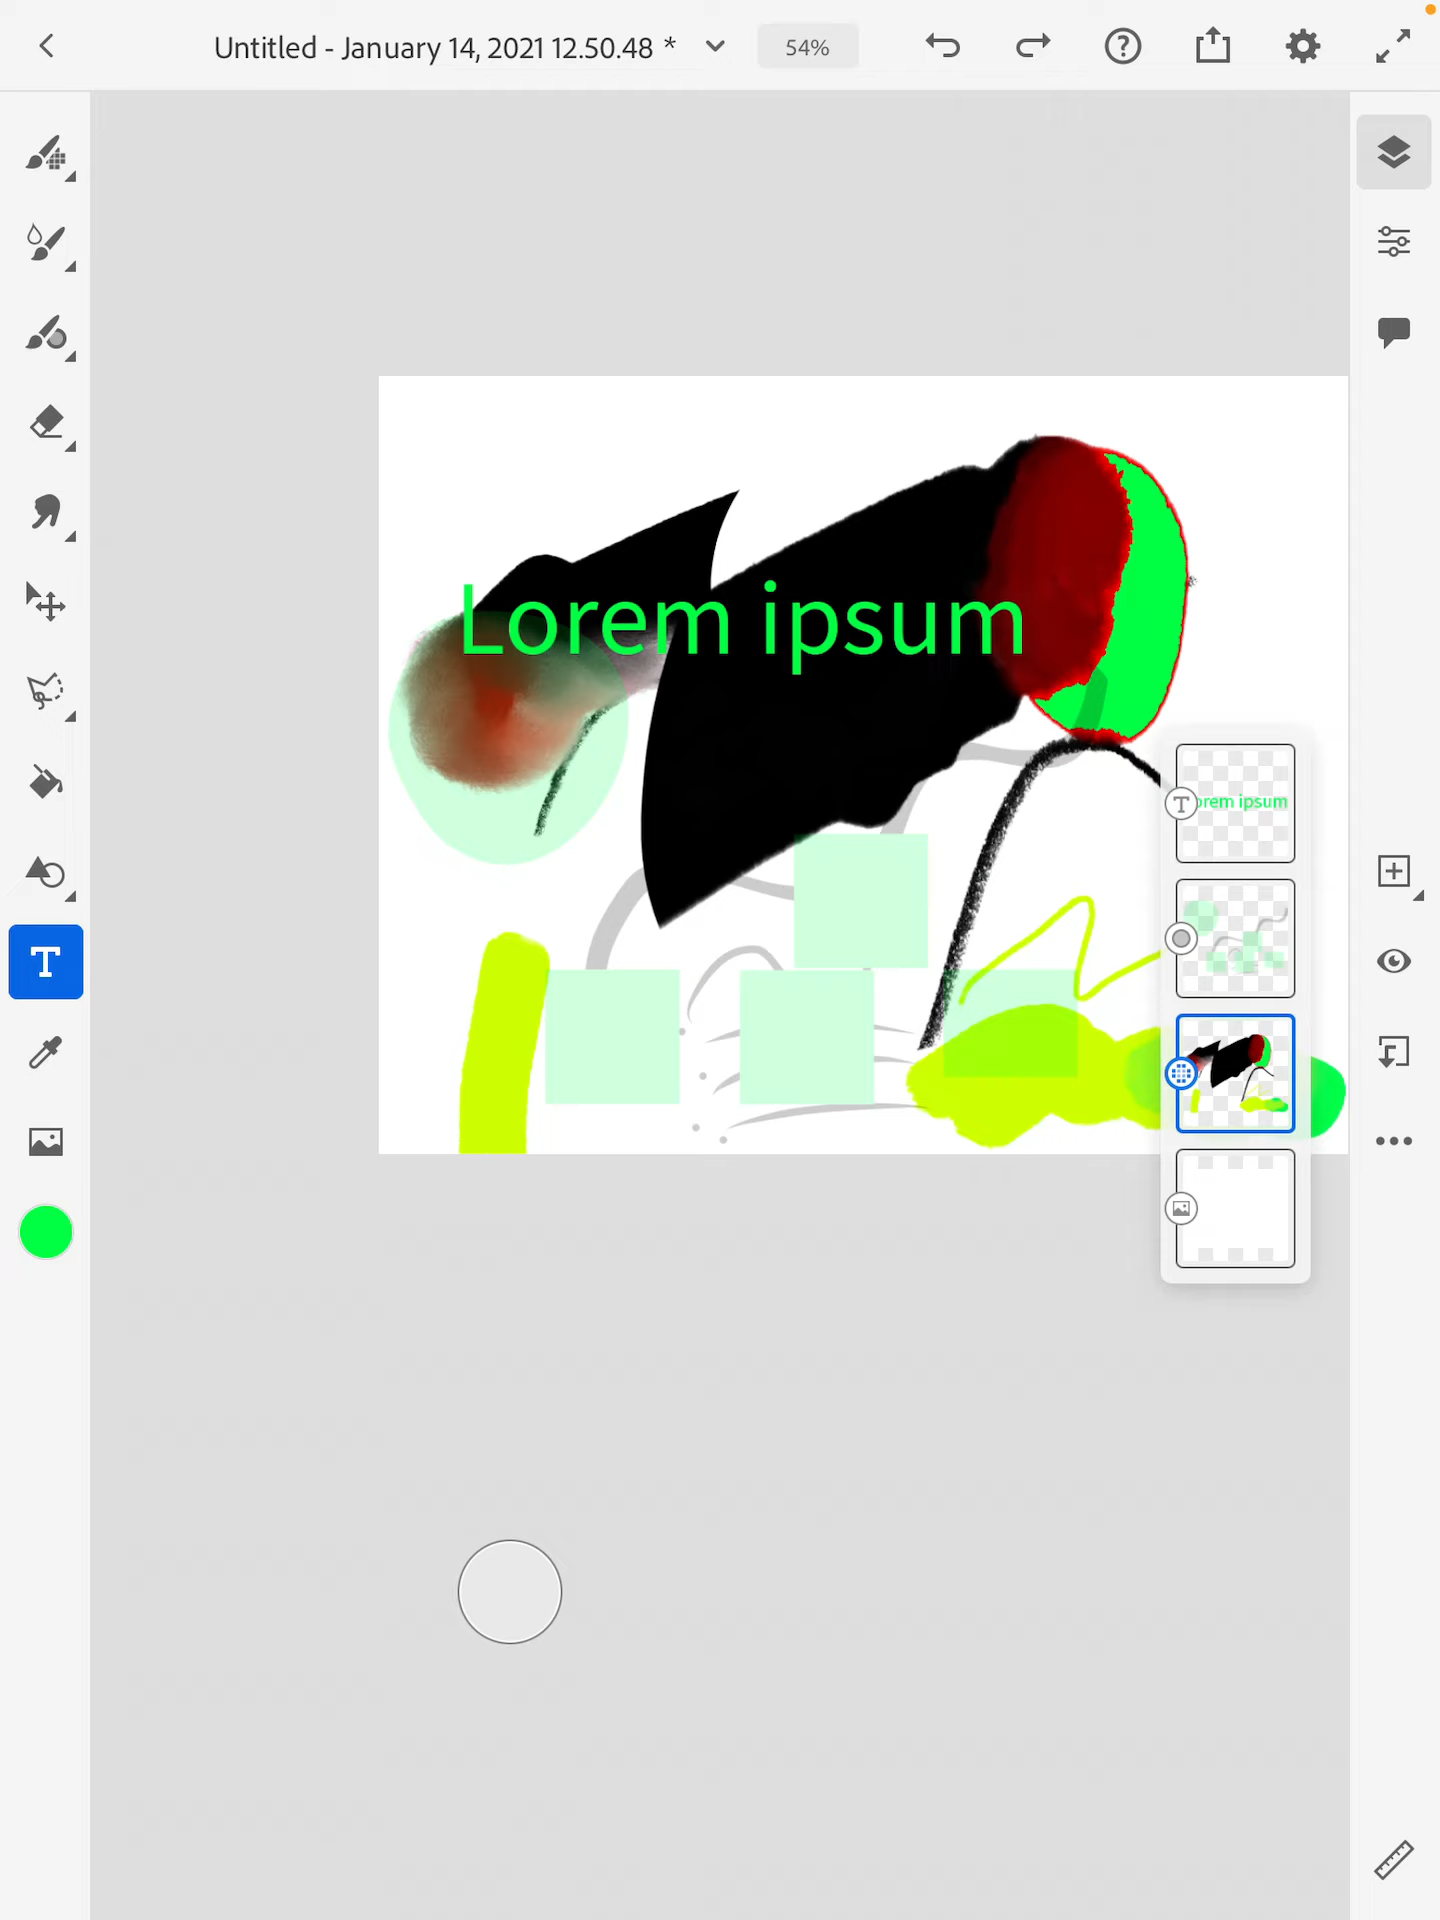 Untitled - January 14, 2021 12.50.48 *
54%
Lorem ipsum
T
orem ipsum
T